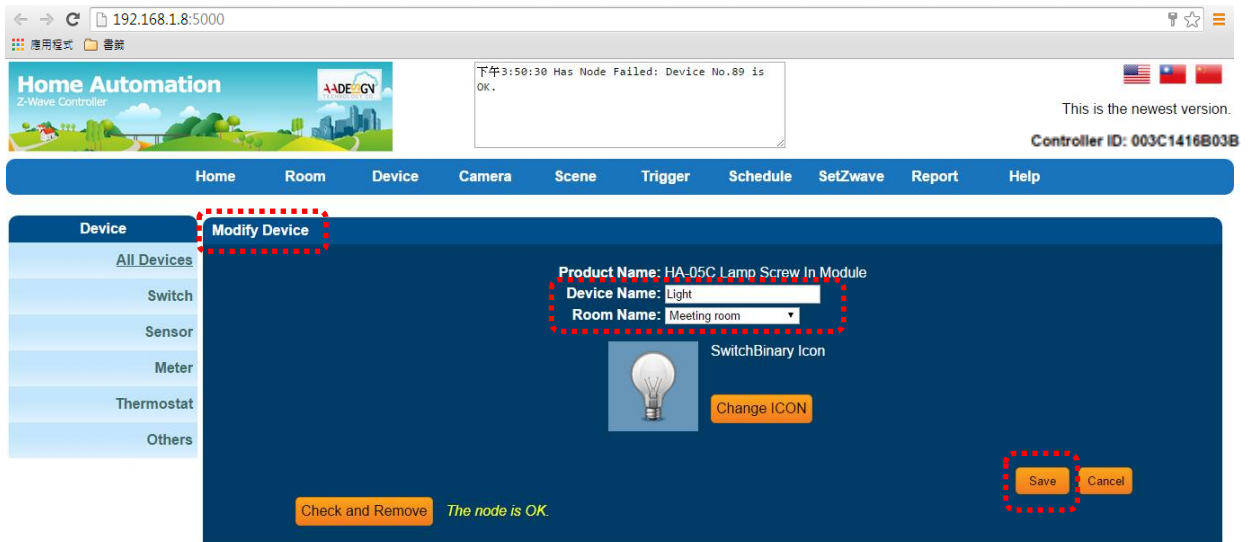 192.168.1.8:5000
應用程式 書籤
Home Automation
Z-Wave Controller
下午3:50:30 Has Node Failed: Device No.89 is
OK.
This is the newest version.
Controller ID: 003C1416B03B
Home Room Device Camera Scene Trigger Schedule SetZwave Report Help
Device
All Devices
Switch
Sensor
Meter
Thermostat
Others
Modify Device
Product Name: HA-05C Lamp Screw In Module
Device Name: Light
Room Name: Meeting room
SwitchBinary Icon
Change ICON
Save Cancel
Check and Remove The node is OK.